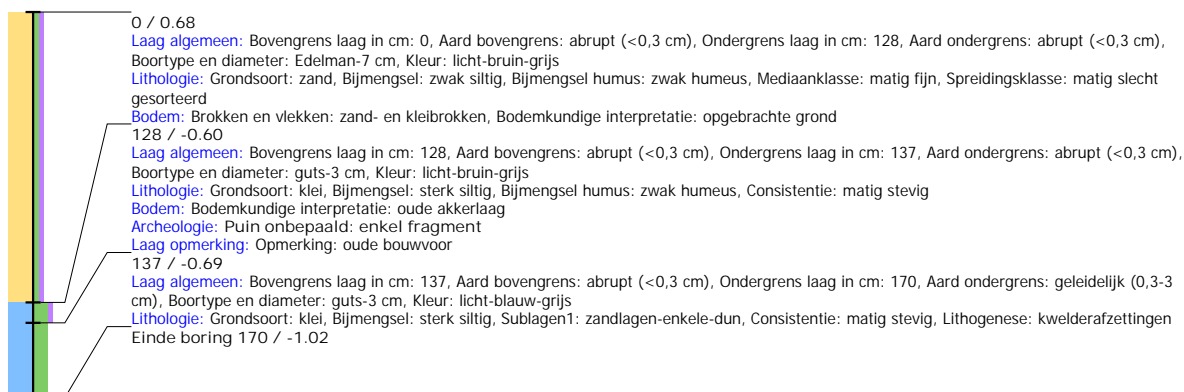 0 / 0.68
Laag algemeen: Bovengrens laag in cm: 0, Aard bovengrens: abrupt (<0,3 cm), Ondergrens laag in cm: 128, Aard ondergrens: abrupt (<0,3 cm),
Boortype en diameter: Edelman-7 cm, Kleur: licht-bruin-grijs
Lithologie: Grondsoort: zand, Bijmengsel: zwak siltig, Bijmengsel humus: zwak humeus, Mediaanklasse: matig fijn, Spreidingsklasse: matig slecht
gesorteerd
Bodem: Brokken en vlekken: zand- en kleibrokken, Bodemkundige interpretatie: opgebrachte grond
128 / -0.60
Laag algemeen: Bovengrens laag in cm: 128, Aard bovengrens: abrupt (<0,3 cm), Ondergrens laag in cm: 137, Aard ondergrens: abrupt (<0,3 cm),
Boortype en diameter: guts-3 cm, Kleur: licht-bruin-grijs
Lithologie: Grondsoort: klei, Bijmengsel: sterk siltig, Bijmengsel humus: zwak humeus, Consistentie: matig stevig
Bodem: Bodemkundige interpretatie: oude akkerlaag
Archeologie: Puin onbepaald: enkel fragment
Laag opmerking: Opmerking: oude bouwvoor
137 / -0.69
Laag algemeen: Bovengrens laag in cm: 137, Aard bovengrens: abrupt (<0,3 cm), Ondergrens laag in cm: 170, Aard ondergrens: geleidelijk (0,3-3
cm), Boortype en diameter: guts-3 cm, Kleur: licht-blauw-grijs
Lithologie: Grondsoort: klei, Bijmengsel: sterk siltig, Sublagen1: zandlagen-enkele-dun, Consistentie: matig stevig, Lithogenese: kwelderafzettingen
Einde boring 170 / -1.02